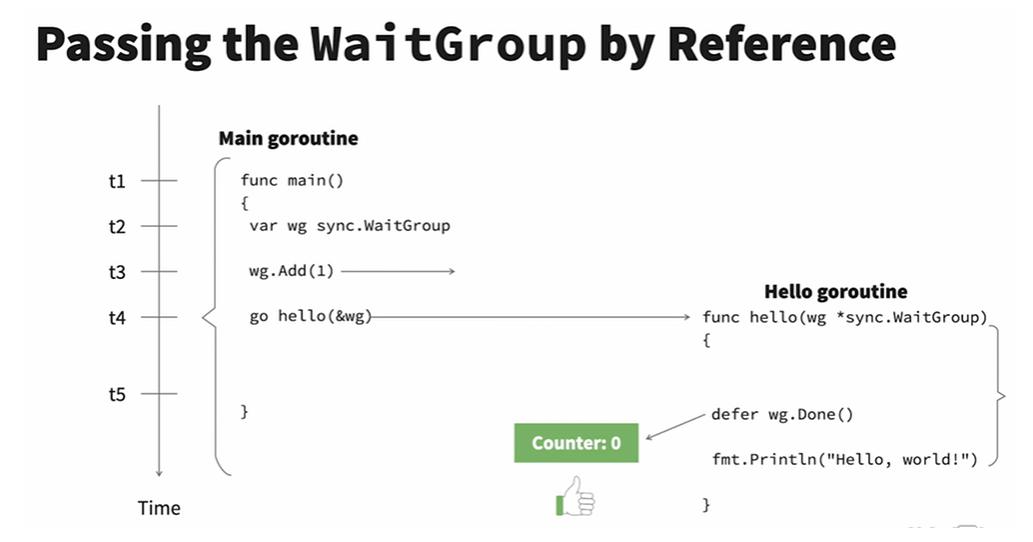 Passing the WaitGroup by Reference
Main goroutine
t1
func main()
{
t2
var wg sync.WaitGroup
t3
wg.Add(1)
t4
go hello(&wg)
t5
}
Time
Hello goroutine
func hello(wg *sync.WaitGroup)
{
defer wg.Done()
Counter: 0
fmt.Println("Hello, world!")
}